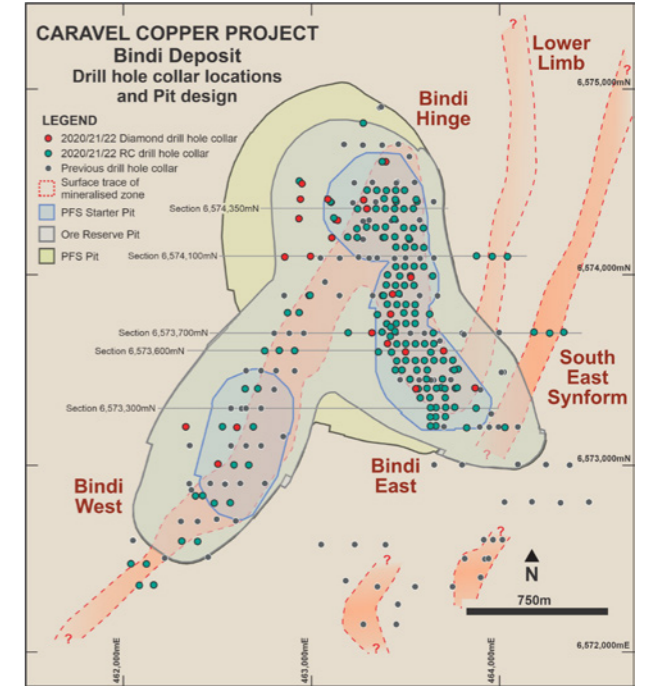 CARAVEL COPPER PROJECT
Bindi Deposit
Drill hole collar locations
and Pit design
LEGEND
2020/21/22 Diamond drill hole collar
2020/21/22 RC drill hole collar
Previous drill hole collar
Surface trace of
mineralised zone
PFS Starter Pit
Ore Reserve Pit
PFS Pit
?
Lower
Limb
?
6,575,000mN
Bindi
Hinge
Section 6,574,350mN
Section 6,574,100mN
6,574,000mN
Section 6,573,700mN
Section 6,573,600mN
South
East
Synform
Section 6,573,300mN
?
?
Bindi
East
6,573,000mN
Bindi
West
?
?
N
750m
?
?
?
6,572,000mE
462,000mE
463,000mE
464,000mE